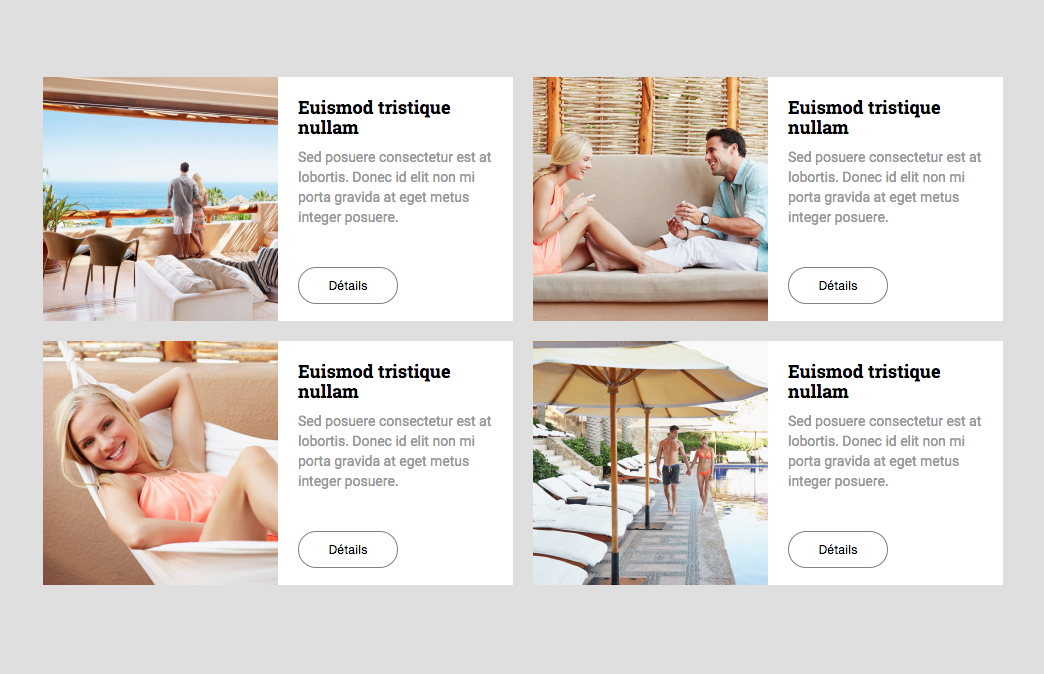 Euismod tristique
nullam
Sed posuere consectetur est at
lobortis. Donec id elit non mi
porta gravida at eget metus
integer posuere.
Détails
Euismod tristique
nullam
Sed posuere consectetur est at
lobortis. Donec id elit non mi
porta gravida at eget metus
integer posuere.
Détails
Euismod tristique
nullam
Sed posuere consectetur est at
lobortis. Donec id elit non mi
porta gravida at eget metus
integer posuere.
Détails
Euismod tristique
nullam
Sed posuere consectetur est at
lobortis. Donec id elit non mi
porta gravida at eget metus
integer posuere.
Détails